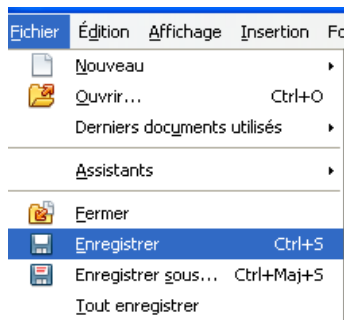 Fichier Édition Affichage Insertion Fo
Nouveau
Ouvrir... Ctrl+O
Derniers documents utilisés
Assistants
Fermer
Enregistrer Ctrl+S
Enregistrer sous... Ctrl+Maj+S
Tout enregistrer